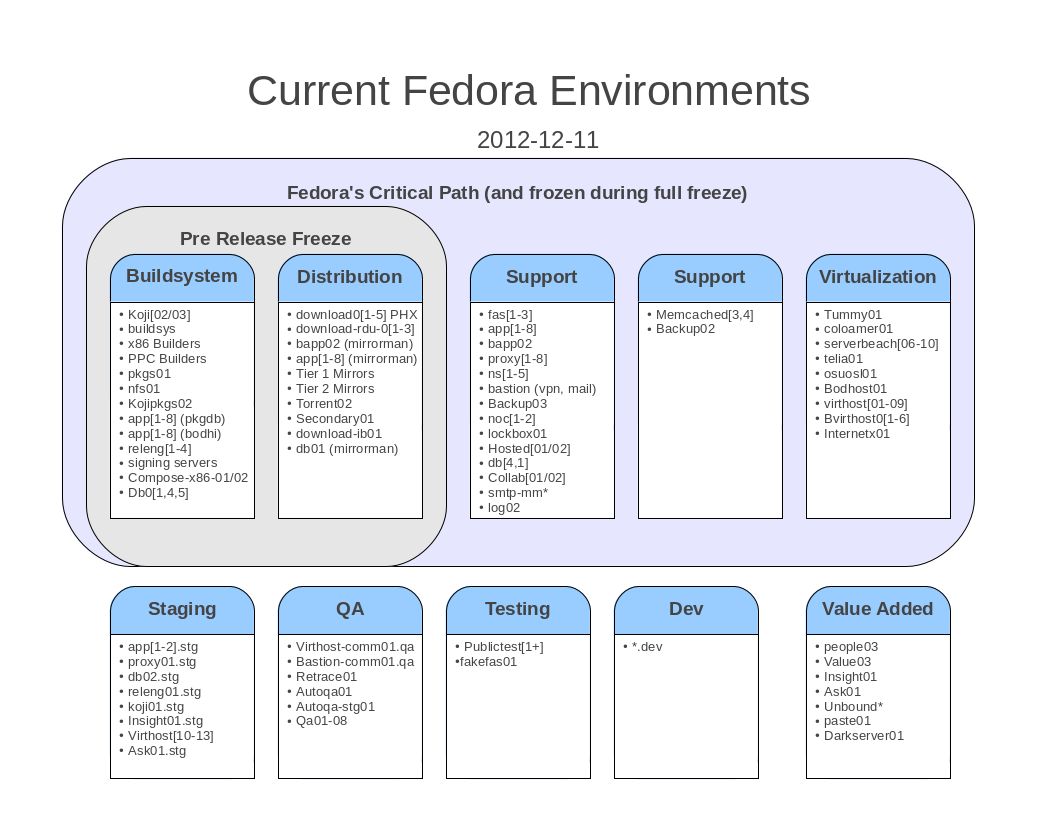 Current Fedora Environments
2012-12-11
Fedora's Critical Path (and frozen during full freeze)
Pre Release Freeze
Buildsystem
• Koji[02/03]
• buildsys
• x86 Builders
• PPC Builders
• pkgs01
• nfs01
• Kojipkgs02
• app[1-8] (pkgdb)
• app[1-8] (bodhi)
• releng[1-4]
• signing servers
• Compose-x86-01/02
• Db0[1,4,5]
Distribution
• download0[1-5] PHX
• download-rdu-0[1-3]
• bapp02 (mirrorman)
• app[1-8] (mirrorman)
• Tier 1 Mirrors
• Tier 2 Mirrors
• Torrent02
• Secondary01
• download-ib01
• db01 (mirrorman)
Support
• fas[1-3]
• app[1-8]
• bapp02
• proxy[1-8]
• ns[1-5]
• bastion (vpn, mail)
• Backup03
• noc[1-2]
• lockbox01
• Hosted[01/02]
• db[4,1]
• Collab[01/02]
• smtp-mm*
• log02
Support
• Memcached[3,4]
• Backup02
Virtualization
• Tummy01
• coloamer01
• serverbeach[06-10]
• telia01
• osuosl01
• Bodhost01
• virthost[01-09]
• Bvirthost0[1-6]
• Internetx01
Staging
• app[1-2].stg
• proxy01.stg
• db02.stg
• releng01.stg
• koji01.stg
• Insight01.stg
• Virthost[10-13]
• Ask01.stg
QA
• Virthost-comm01.qa
• Bastion-comm01.qa
• Retrace01
• Autoqa01
• Autoqa-stg01
• Qa01-08
Testing
• Publictest[1+]
•fakefas01
Dev
• *.dev
Value Added
• people03
• Value03
• Insight01
• Ask01
• Unbound*
• paste01
• Darkserver01